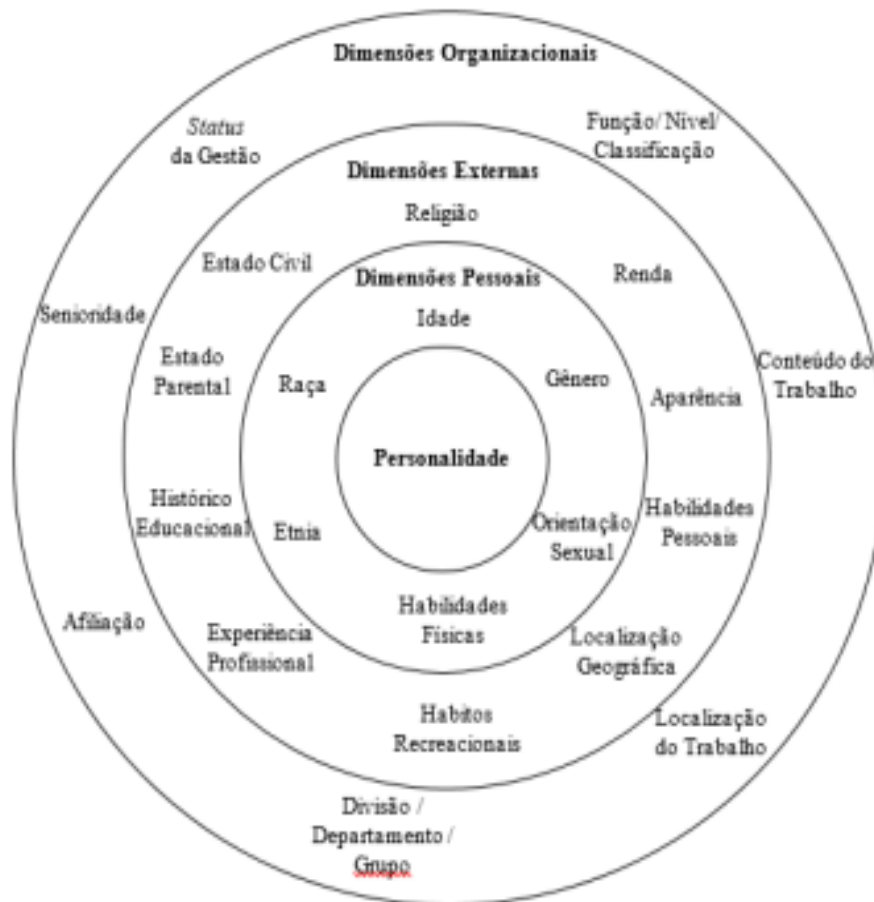 Dimensões Organizacionais
Status
da Gestão
Função/ Nível/
Classificação
Dimensões Externas
Religião
Estado Civil
Renda
Dimensões Pessoais
Idade
Senioridade
Estado
Parental
Raça
Gênero
Aparência
Conteúdo do
Trabalho
Personalidade
Histórico
Educacional
Etnia
Orientação
Sexual
Habilidades
Pessoais
Habilidades
Físicas
Afiliação
Experiência
Profissional
Localização
Geográfica
Habitos
Recreacionais
Localização
do Trabalho
Divisão /
Departamento /
Grupo